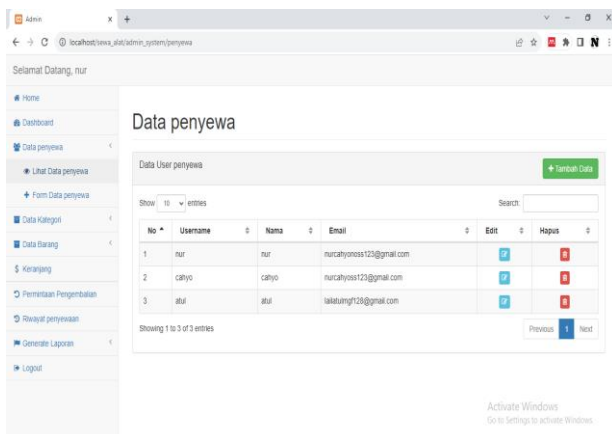 Admin
localhost/sewa_alat/admin_system/penyewa
Selamat Datang, nur
Home
Dashboard
Data penyewa
Lihat Data penyewa
Form Data penyewa
Data Kategori
Data Barang
Keranjang
Permintaan Pengembalian
Riwayat penyewaan
Generate Laporan
Logout
Data penyewa
Data User penyewa
+ Tambah Data
Show 10 entries
Search:
No Username Nama Email Edit Hapus
1 nur nur nurcahyonoss123@gmail.com
2 cahyo cahyo nurcahyoss123@gmail.com
3 atul atul lailatulmgf128@gmail.com
Showing 1 to 3 of 3 entries
Previous 1 Next
Activate Windows
Go to Settings to activate Windows.